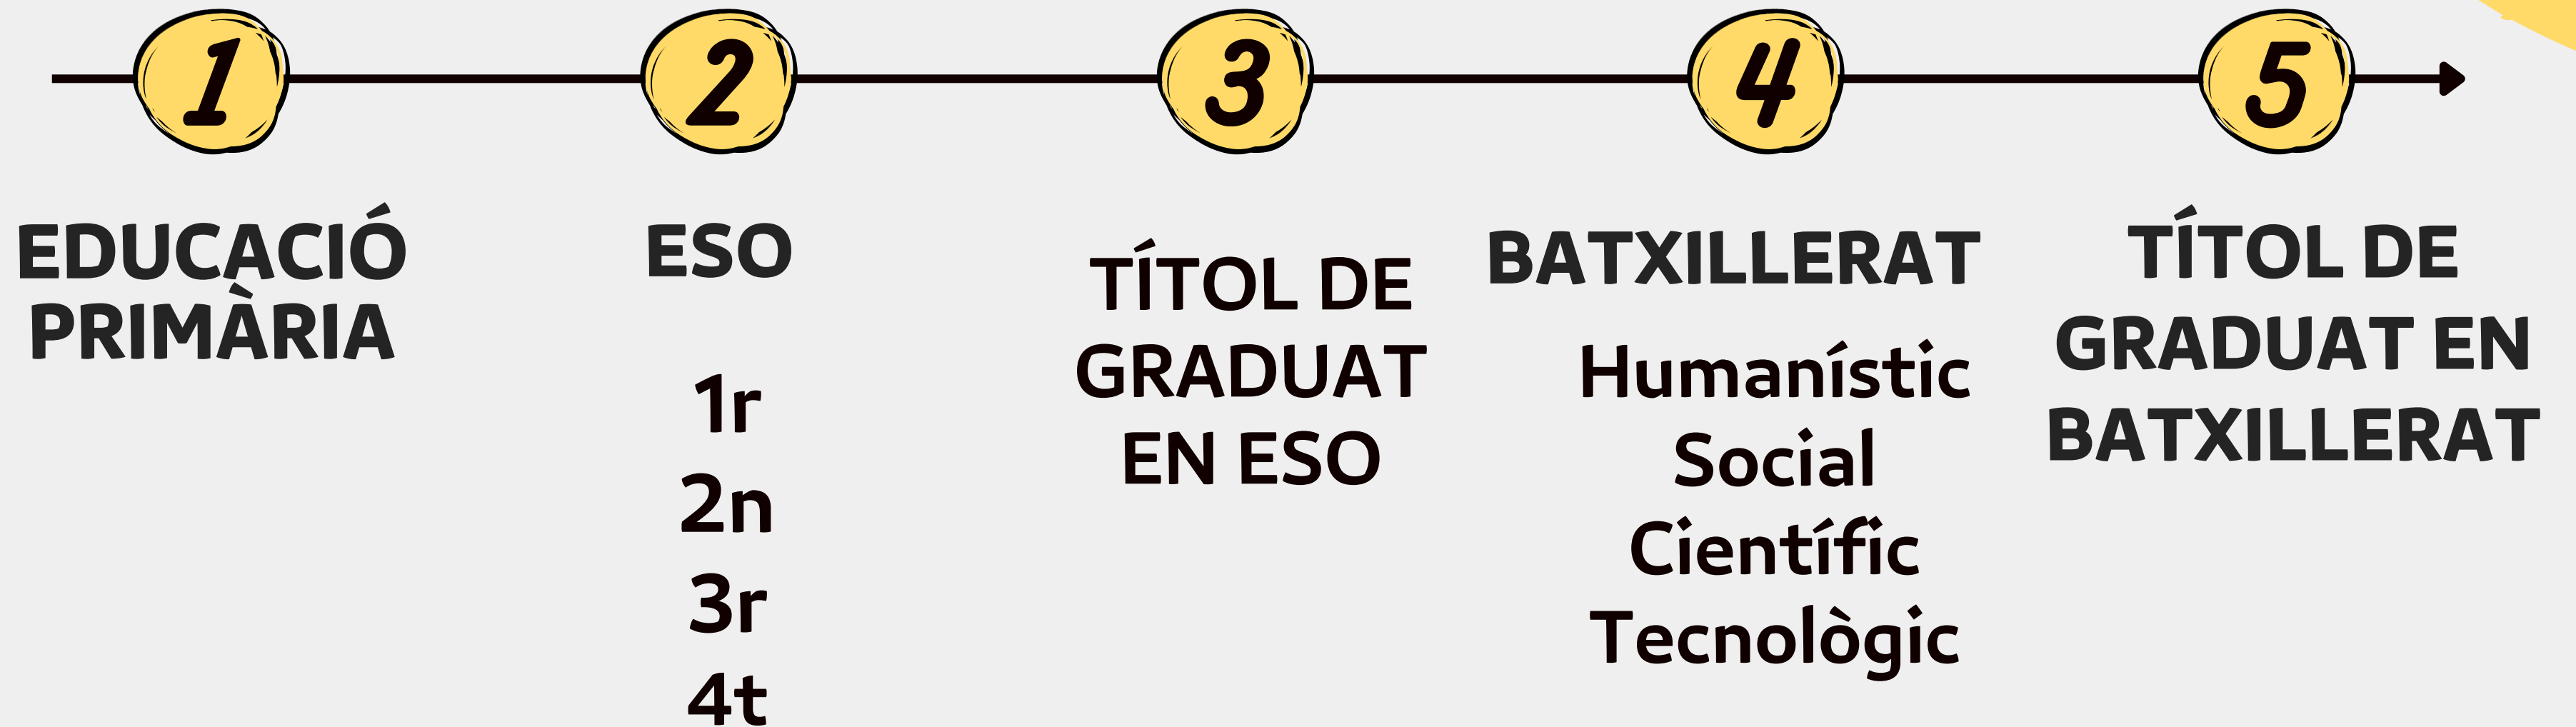 1
2
3
4
5
EDUCACIÓ
PRIMÀRIA
ESO
1r
2n
3r
4t
TÍTOL DE
GRADUAT
EN ESO
BATXILLERAT
Humanístic
Social
Científic
Tecnològic
TÍTOL DE
GRADUAT EN
BATXILLERAT